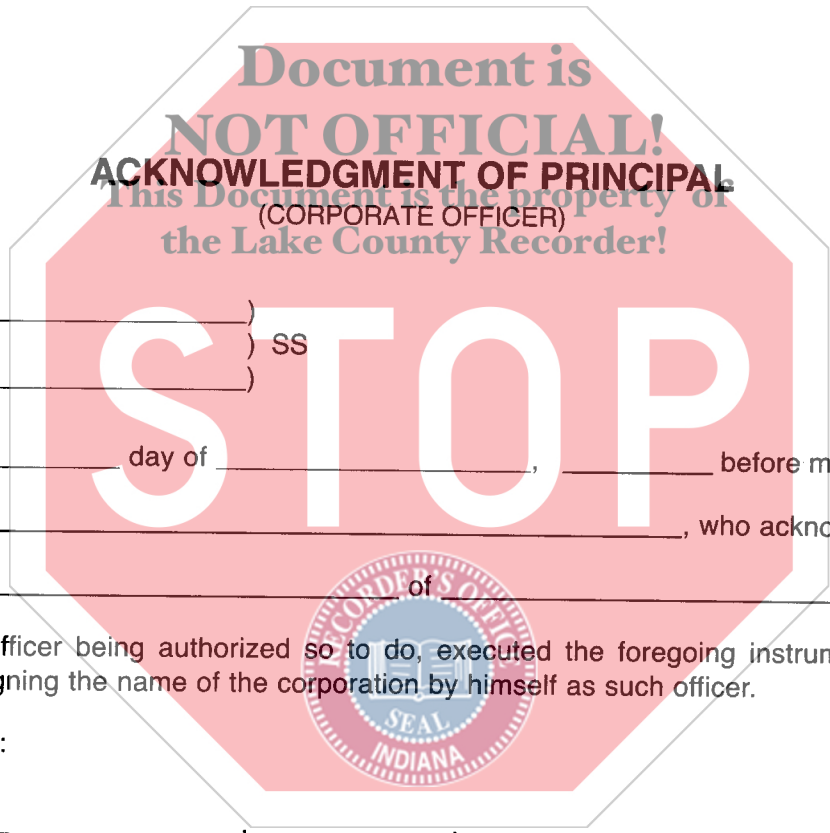 Document is
NOT OFFICIAL!
ACKNOWLEDGMENT OF PRINCIPAL
This Document is the property of
(CORPORATE OFFICER)
the Lake County Recorder!
)
) SS
)
STOP
day of , before m
, who ackno
of
fficer being authorized so to do, executed the foregoing instrum
gning the name of the corporation by himself as such officer.
:
RECORDER'S OFFICE
SEAL
INDIANA